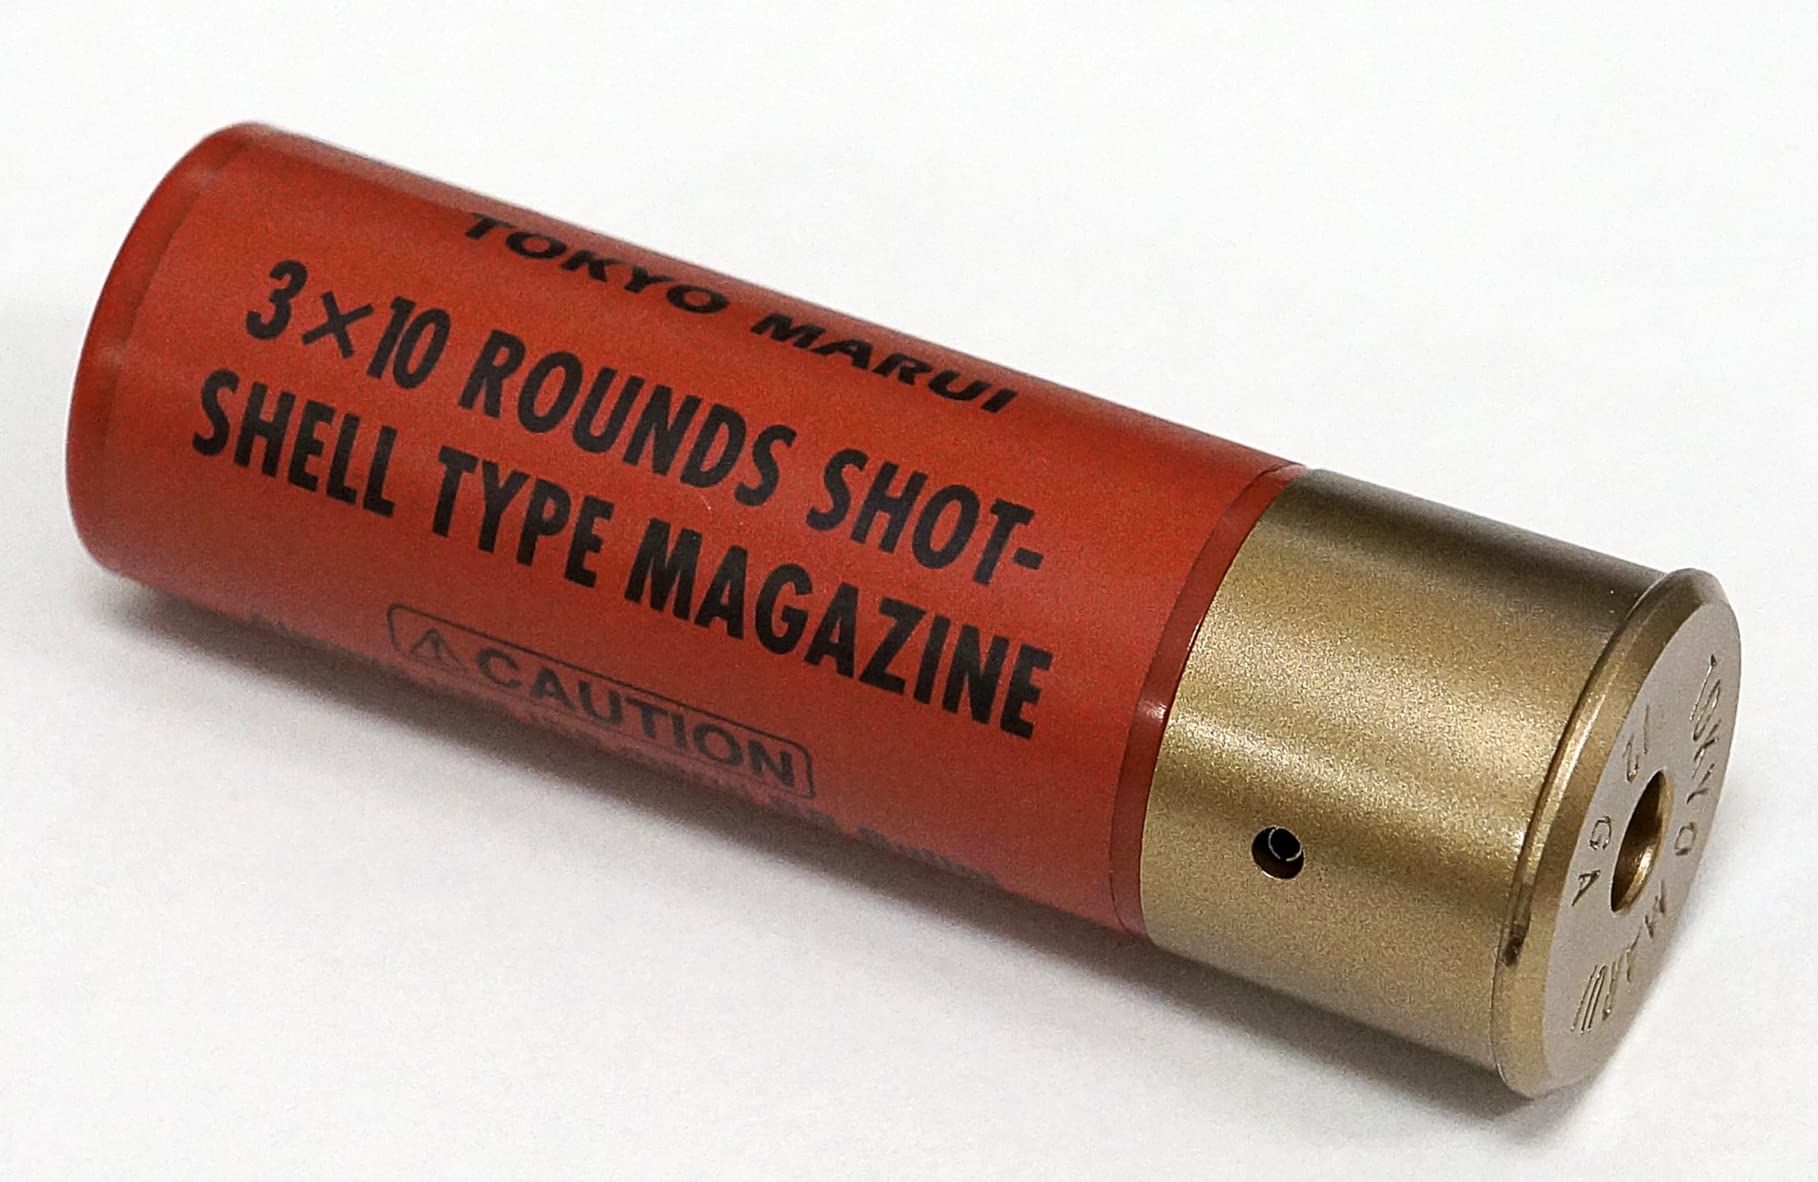 TOKYO MARUI
3×10 ROUNDS SHOT-
SHELL TYPE MAGAZINE
⚠CAUTION
TOKYO MARUI
12 GA